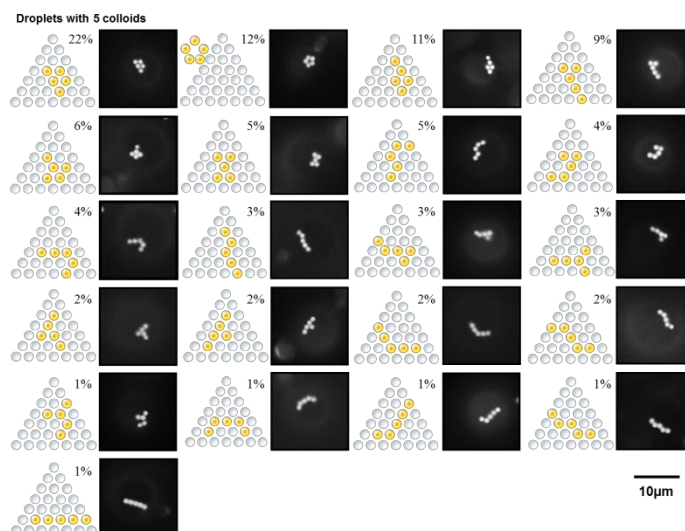 Droplets with 5 colloids
22% 12% 11% 9%
6% 5% 5% 4%
4% 3% 3% 3%
2% 2% 2% 2%
1% 1% 1% 1%
1%
10μm